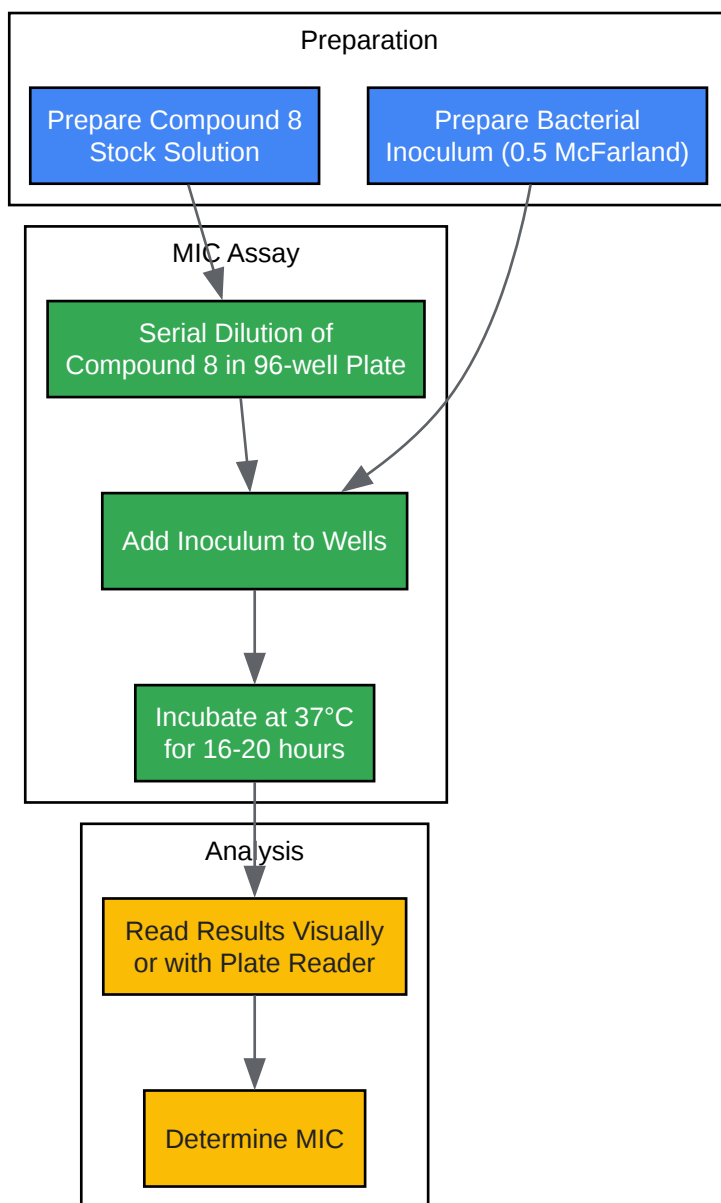 Preparation
Prepare Compound 8
Stock Solution
Prepare Bacterial
Inoculum (0.5 McFarland)
MIC Assay
Serial Dilution of
Compound 8 in 96-well Plate
Add Inoculum to Wells
Incubate at 37°C
for 16-20 hours
Analysis
Read Results Visually
or with Plate Reader
Determine MIC